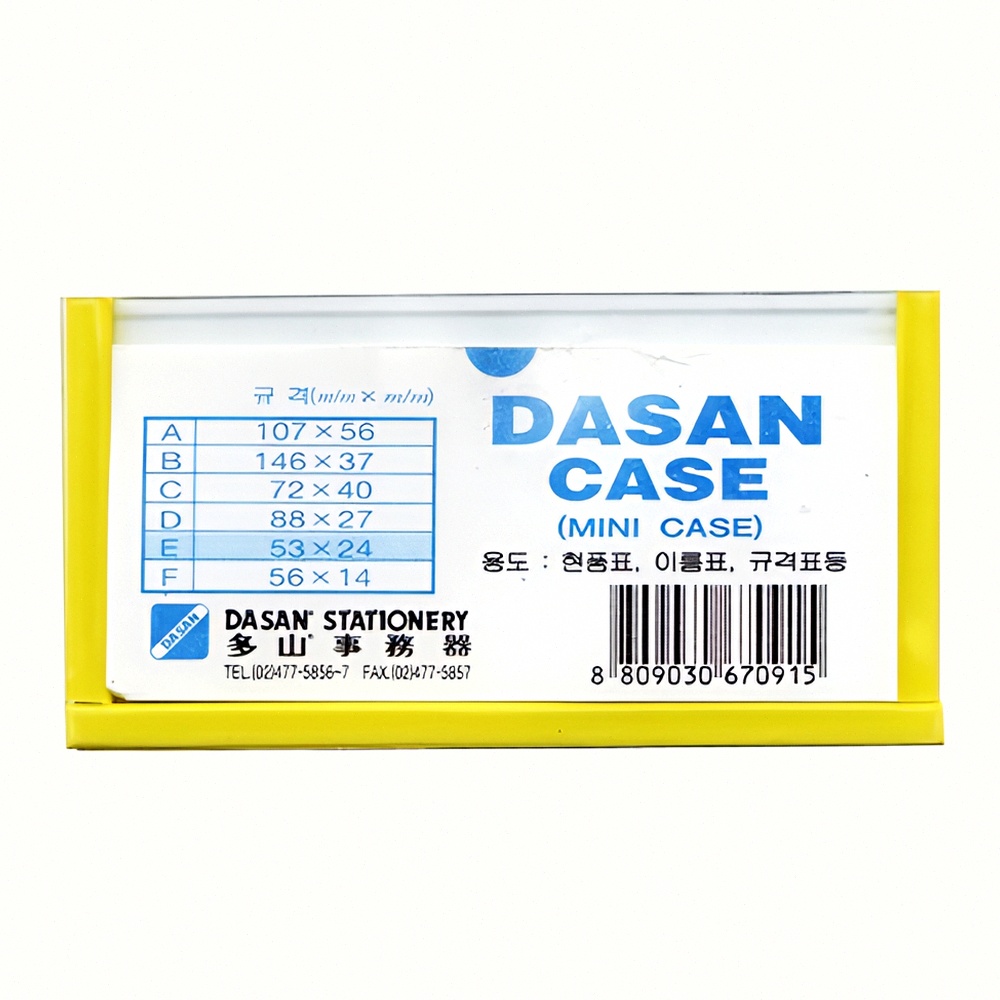 규 격(m/m × m/m)
A 107×56
B 146×37
C 72×40
D 88×27
E 53×24
F 56×14
DASAN
DASAN STATIONERY
多山事務器
TEL.(02)477-5856~7 FAX.(02)477-5857
DASAN
CASE
(MINI CASE)
용도 : 현품표, 이름표, 규격표등
8 809030 670915